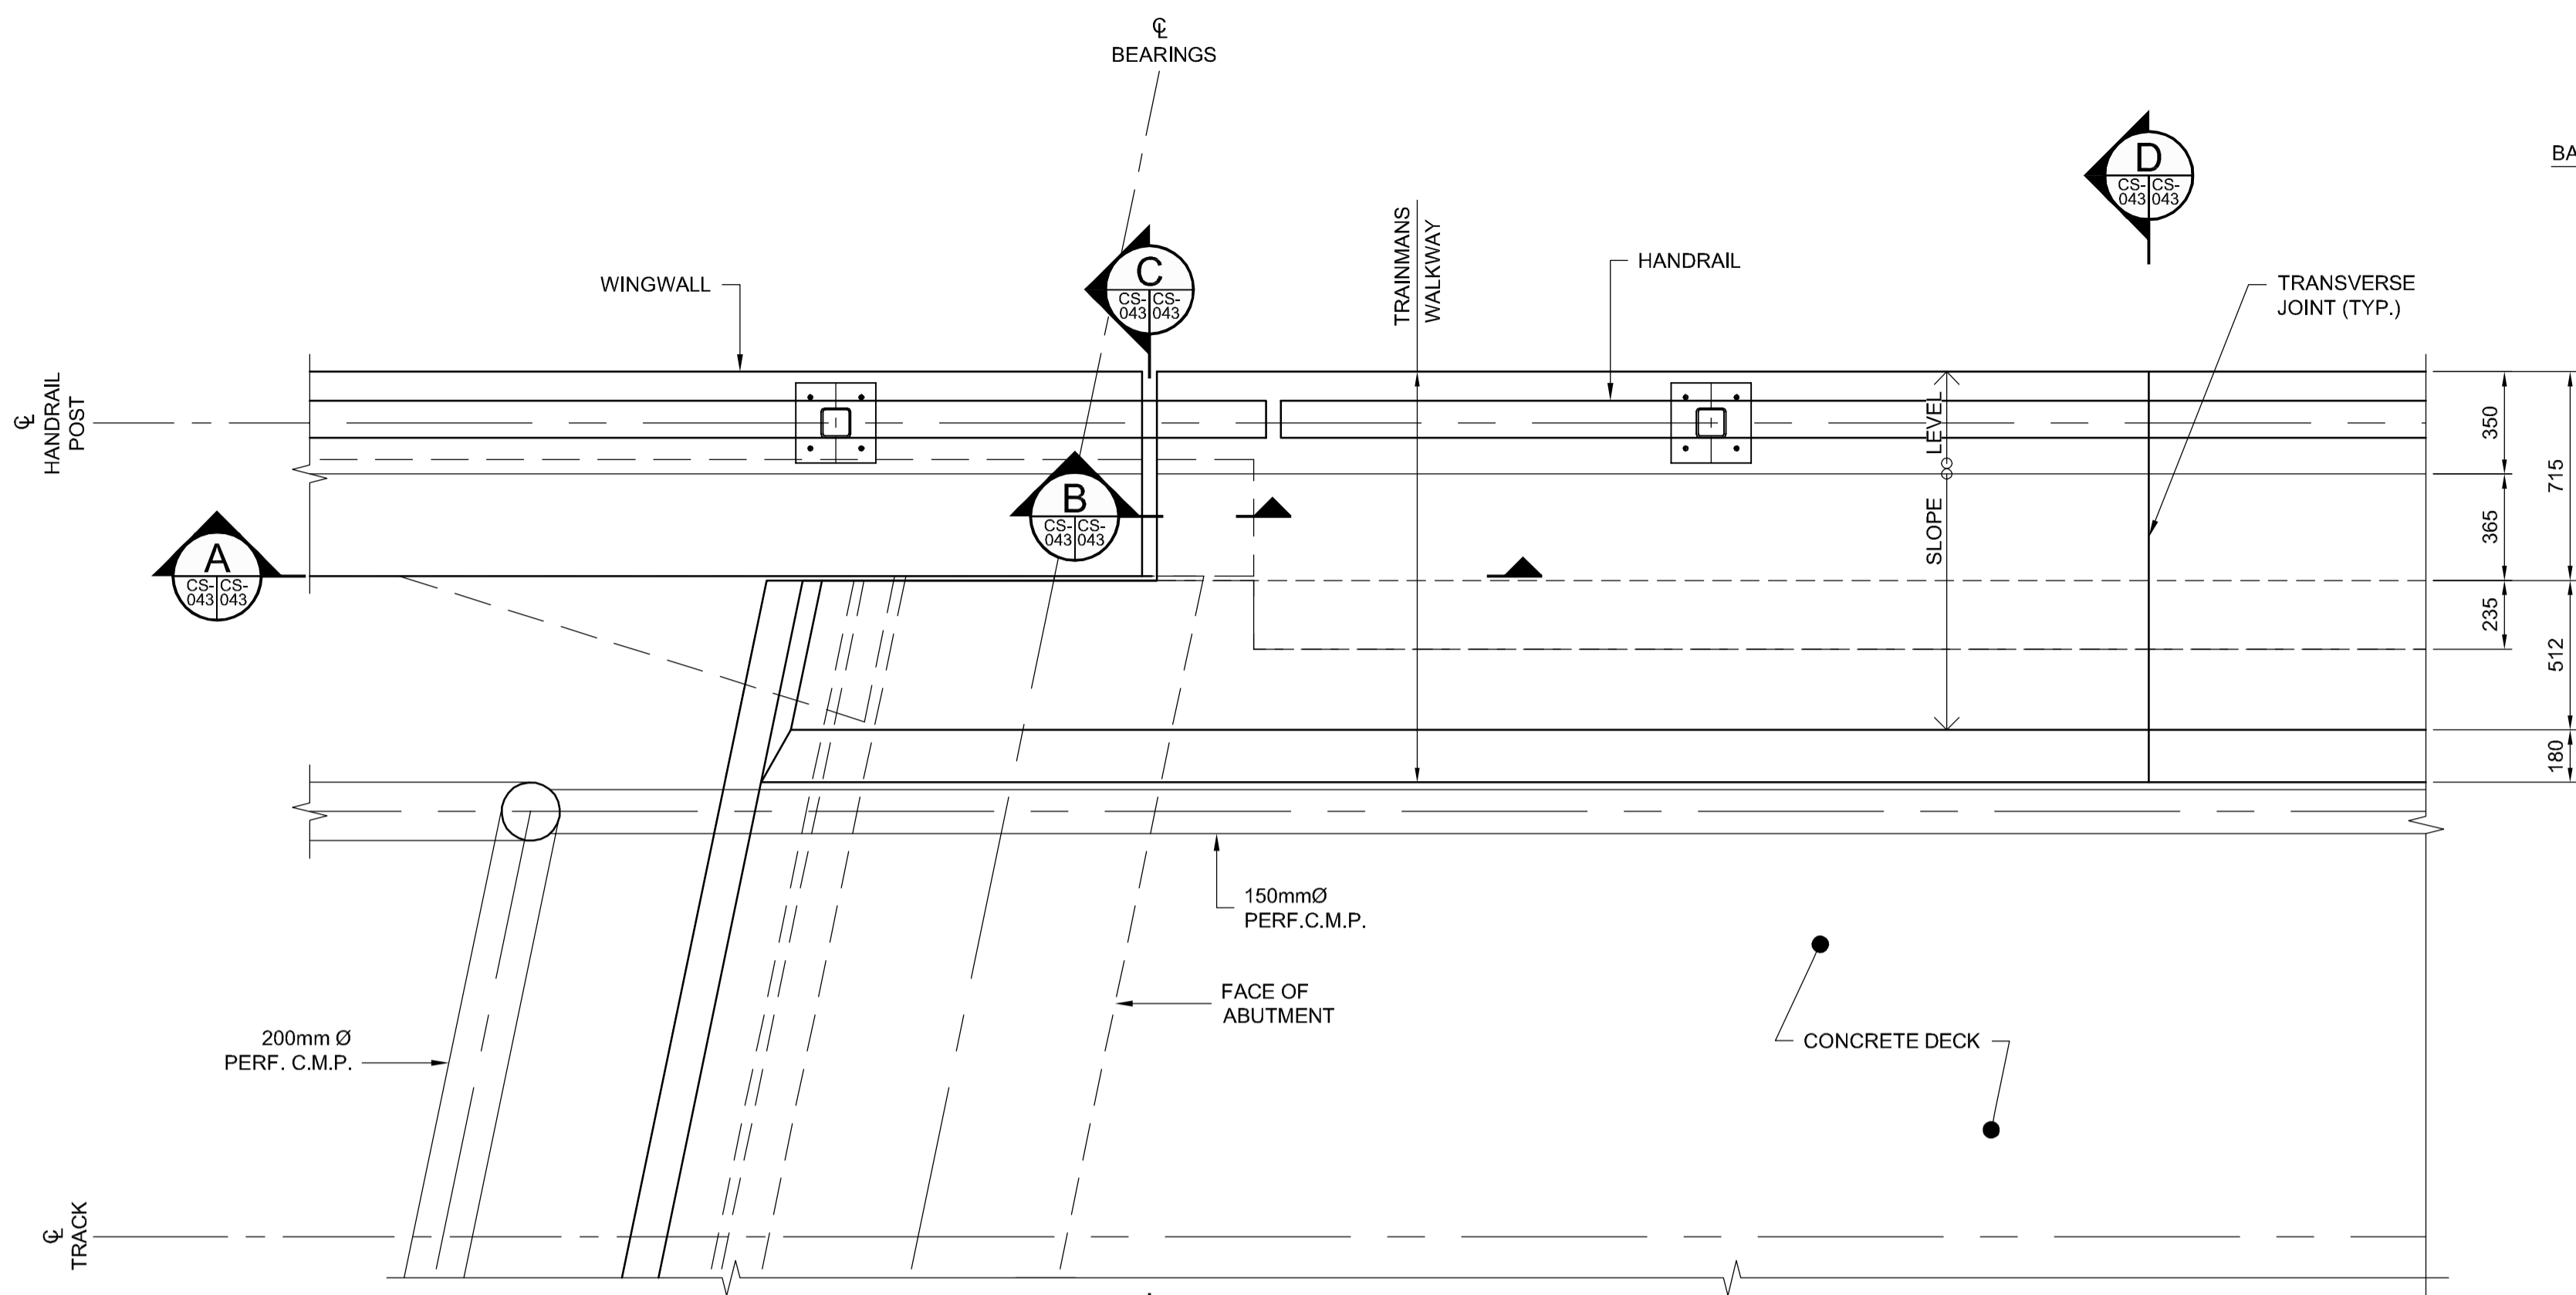 ℄
BEARINGS
D
CS-
043
CS-
043
BA
TRAINMANS
WALKWAY
C
CS-
043
CS-
043
HANDRAIL
WINGWALL
TRANSVERSE
JOINT (TYP.)
℄
HANDRAIL
POST
LEVEL
SLOPE
350
715
365
235
512
180
B
CS-
043
CS-
043
A
CS-
043
CS-
043
150mmØ
PERF.C.M.P.
FACE OF
ABUTMENT
200mm Ø
PERF. C.M.P.
CONCRETE DECK
℄
TRACK